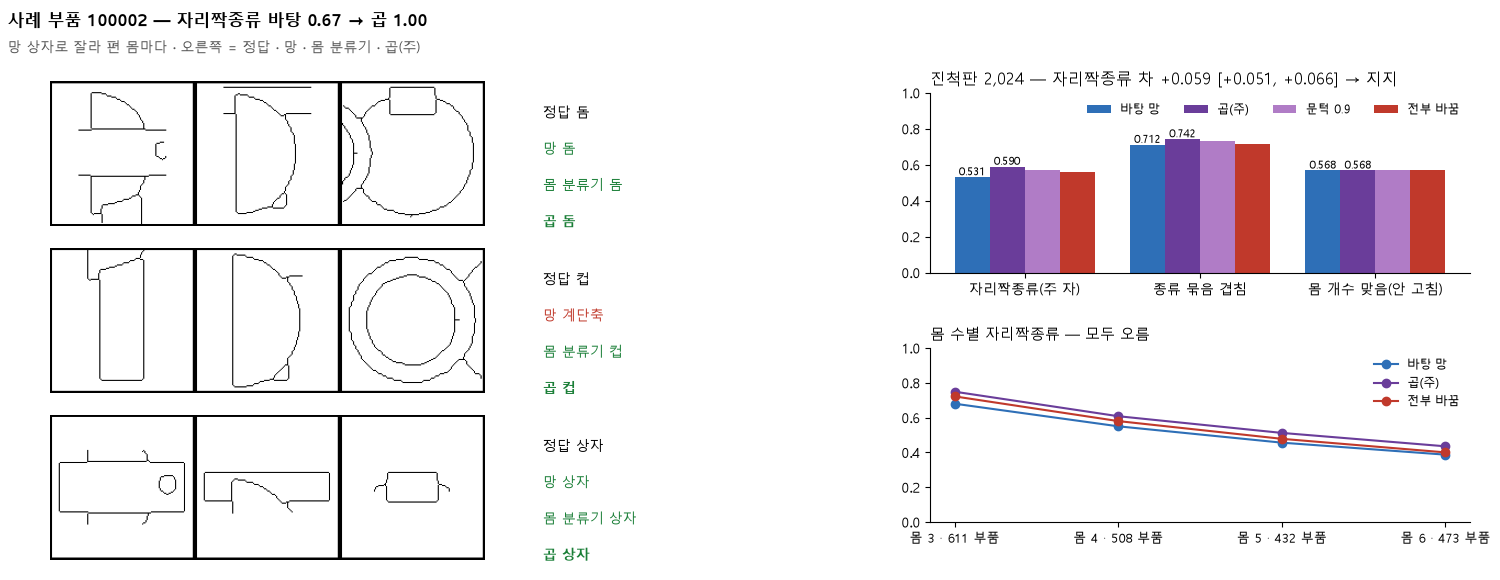 사례 부품 100002 — 자리짝종류 바탕 0.67 → 곱 1.00
망 상자로 잘라 편 몸마다 · 오른쪽 = 정답 · 망 · 몸 분류기 · 곱(주)
정답 돔
망 돔
몸 분류기 돔
곱 돔
정답 컵
망 계단축
몸 분류기 컵
곱 컵
정답 상자
망 상자
몸 분류기 상자
곱 상자
진척판 2,024 — 자리짝종류 차 +0.059 [+0.051, +0.066] → 지지
바탕 망
곱(주)
문턱 0.9
전부 바꿈
1.0
0.8
0.6
0.4
0.2
0.0
0.531
0.590
0.712
0.742
0.568
0.568
자리짝종류(주 자)
종류 묶음 겹침
몸 개수 맞음(안 고침)
몸 수별 자리짝종류 — 모두 오름
바탕 망
곱(주)
전부 바꿈
1.0
0.8
0.6
0.4
0.2
0.0
몸 3 · 611 부품
몸 4 · 508 부품
몸 5 · 432 부품
몸 6 · 473 부품